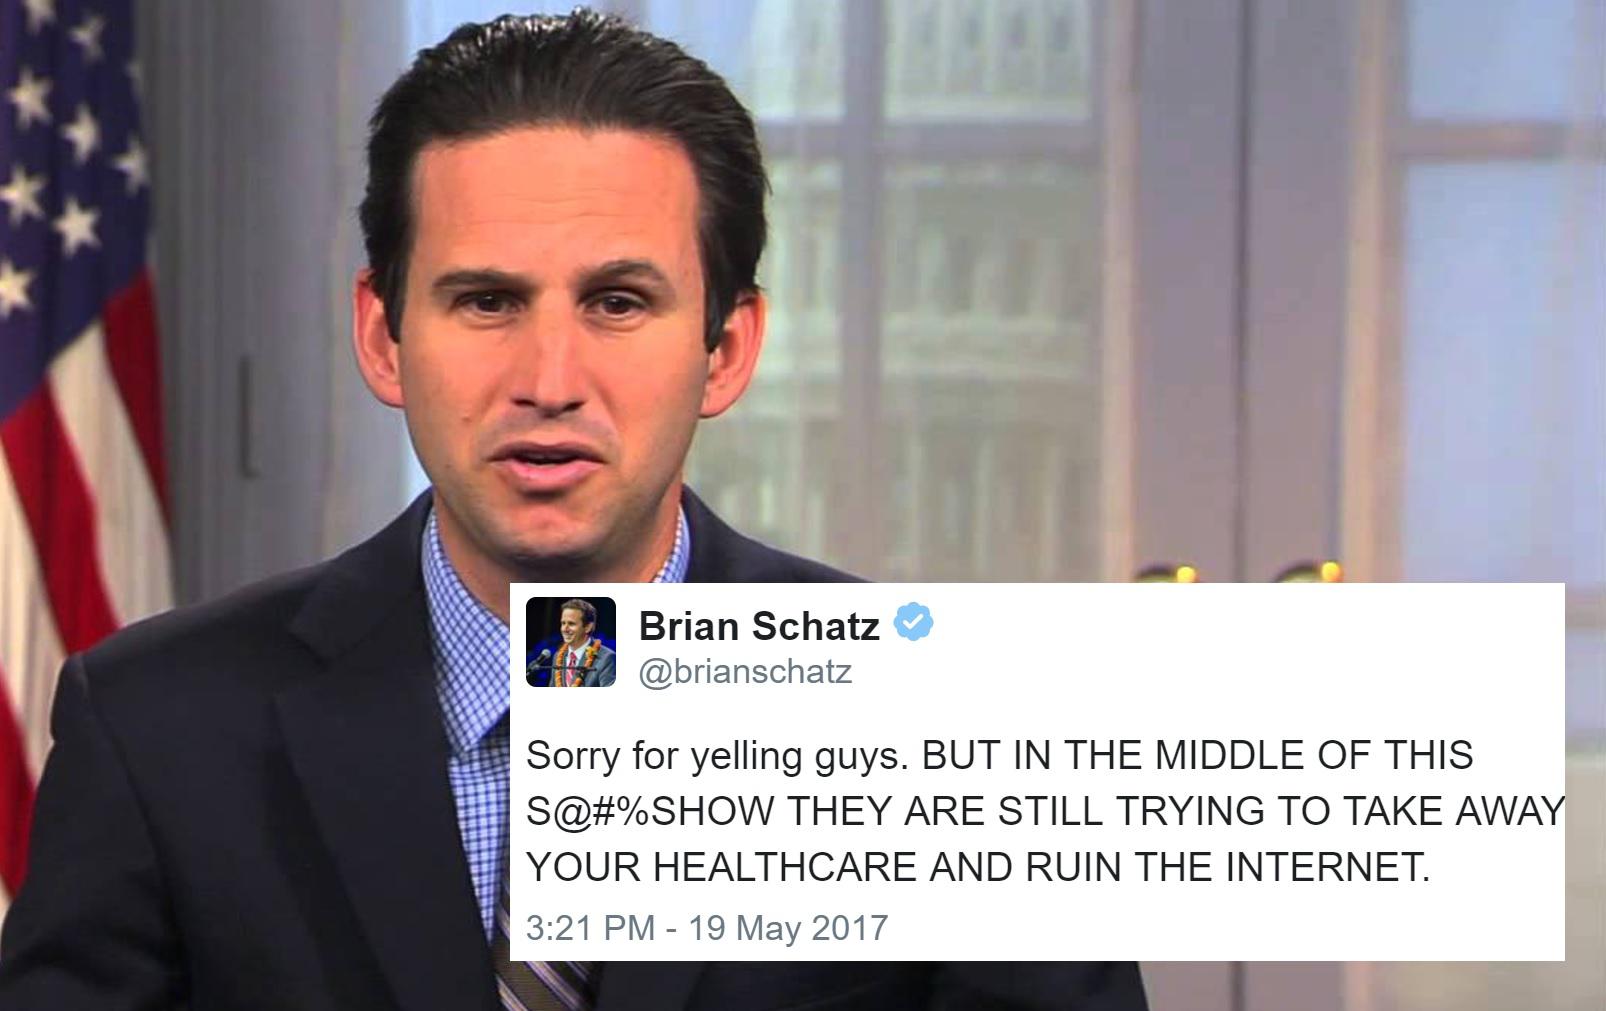 Brian Schatz
@brianschatz
Sorry for yelling guys. BUT IN THE MIDDLE OF THIS
S@#%SHOW THEY ARE STILL TRYING TO TAKE AWAY
YOUR HEALTHCARE AND RUIN THE INTERNET.
3:21 PM - 19 May 2017